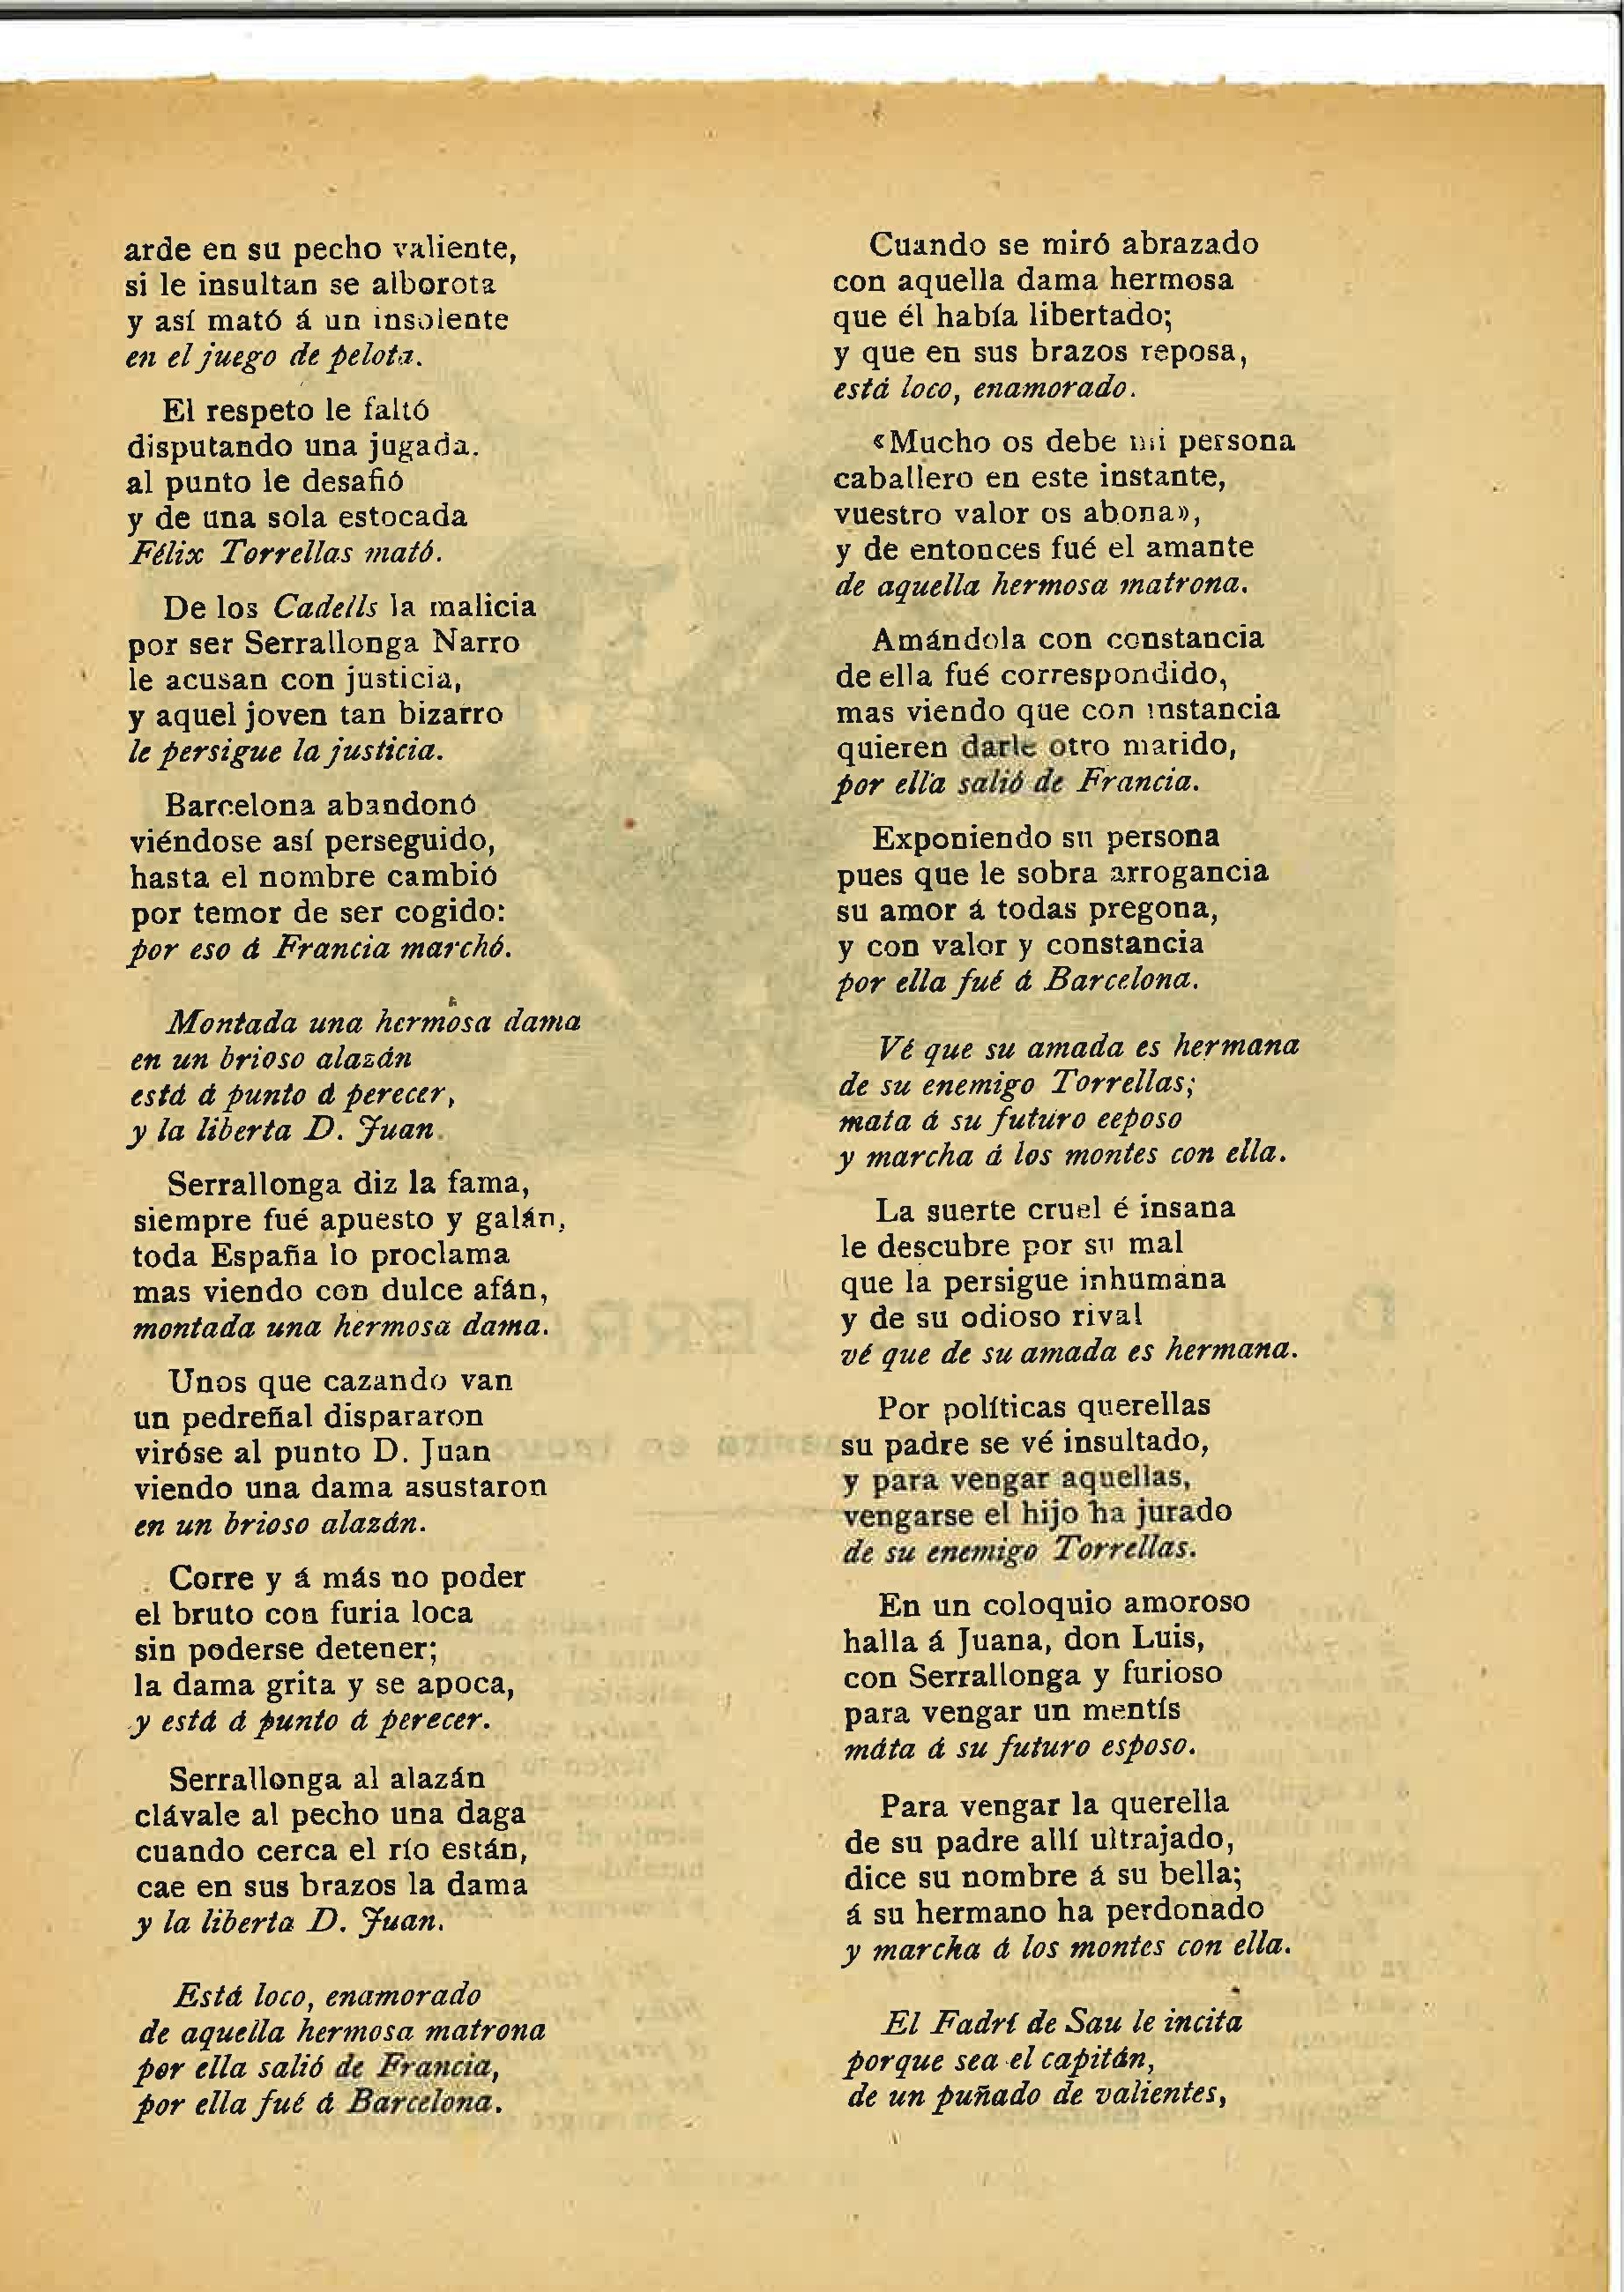 arde en su pecho valiente,
si le insultan se alborota
y así mató á un insolente
en el juego de pelota.
El respeto le faltó
disputando una jugada.
al punto le desafió
y de una sola estocada
Félix Torrellas mató.
De los Cadells la malicia
por ser Serrallonga Narro
le acusan con justicia,
y aquel joven tan bizarro
le persigue la justicia.
Barcelona abandonó
viéndose así perseguido,
hasta el nombre cambió
por temor de ser cogido:
por eso á Francia marchó.
Montada una hermosa dama
en un brioso alazán
está á punto á perecer,
y la liberta D. Juan.
Serrallonga diz la fama,
siempre fué apuesto y galán,
toda España lo proclama
mas viendo con dulce afán,
montada una hermosa dama.
Unos que cazando van
un pedreñal dispararon
viróse al punto D. Juan
viendo una dama asustaron
en un brioso alazán.
Corre y á más no poder
el bruto con furia loca
sin poderse detener;
la dama grita y se apoca,
y está á punto á perecer.
Serrallonga al alazán
clávale al pecho una daga
cuando cerca el río están,
cae en sus brazos la dama
y la liberta D. Juan.
Está loco, enamorado
de aquella hermosa matrona
por ella salió de Francia,
por ella fué á Barcelona.
Cuando se miró abrazado
con aquella dama hermosa
que él había libertado;
y que en sus brazos reposa,
está loco, enamorado.
«Mucho os debe mi persona
caballero en este instante,
vuestro valor os abona»,
y de entonces fué el amante
de aquella hermosa matrona.
Amándola con constancia
de ella fué correspondido,
mas viendo que con instancia
quieren darle otro marido,
por ella salió de Francia.
Exponiendo su persona
pues que le sobra arrogancia
su amor á todas pregona,
y con valor y constancia
por ella fué á Barcelona.
Vé que su amada es hermana
de su enemigo Torrellas;
mata á su futuro eeposo
y marcha á los montes con ella.
La suerte cruel é insana
le descubre por su mal
que la persigue inhumana
y de su odioso rival
vé que de su amada es hermana.
Por políticas querellas
su padre se vé insultado,
y para vengar aquellas,
vengarse el hijo ha jurado
de su enemigo Torrellas.
En un coloquio amoroso
halla á Juana, don Luis,
con Serrallonga y furioso
para vengar un mentís
máta á su futuro esposo.
Para vengar la querella
de su padre allí ultrajado,
dice su nombre á su bella;
á su hermano ha perdonado
y marcha á los montes con ella.
El Fadrí de Sau le incita
porque sea el capitán,
de un puñado de valientes,